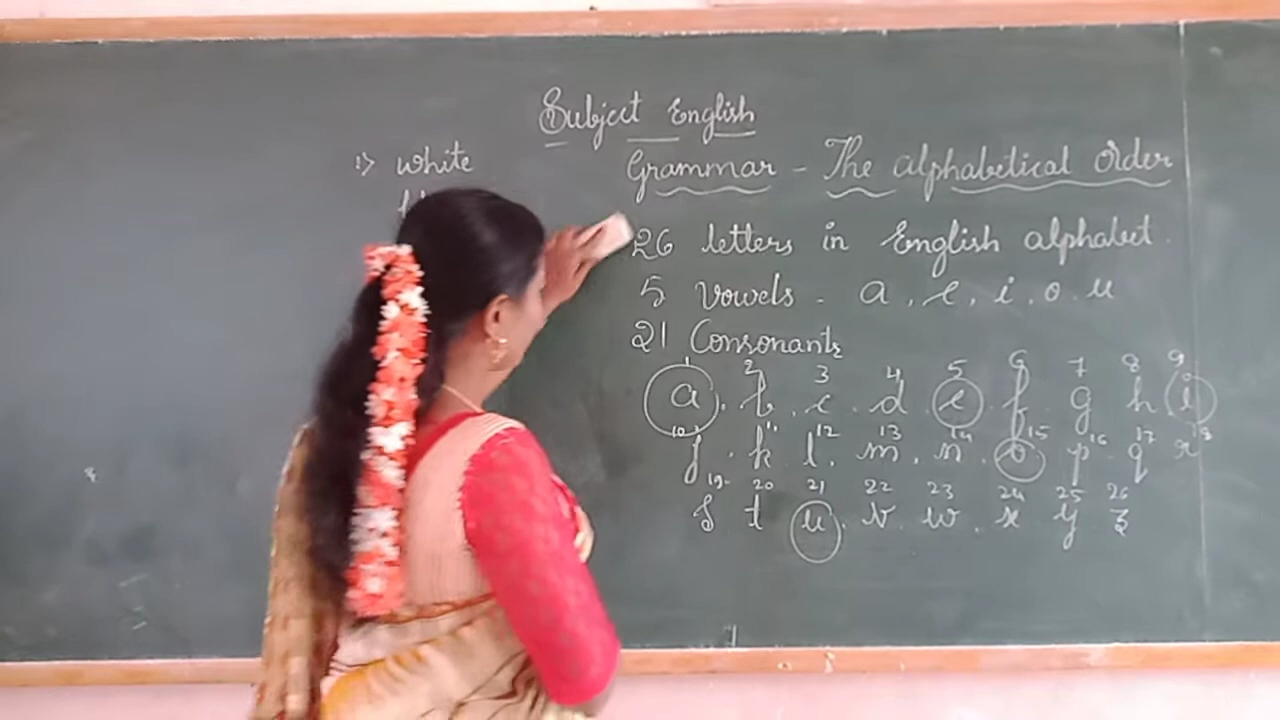 Subject English
Grammar - The alphabetical Order
1> white
26 letters in English alphabet.
5 Vowels - a, e, i, o, u
21 Consonants
1 2 3 4 5 6 7 8 9
a, b, c, d, e, f, g, h, i
10 11 12 13 14 15 16 17 18
j, k, l, m, n, o, p, q, r
19 20 21 22 23 24 25 26
s t u, v, w, x y z